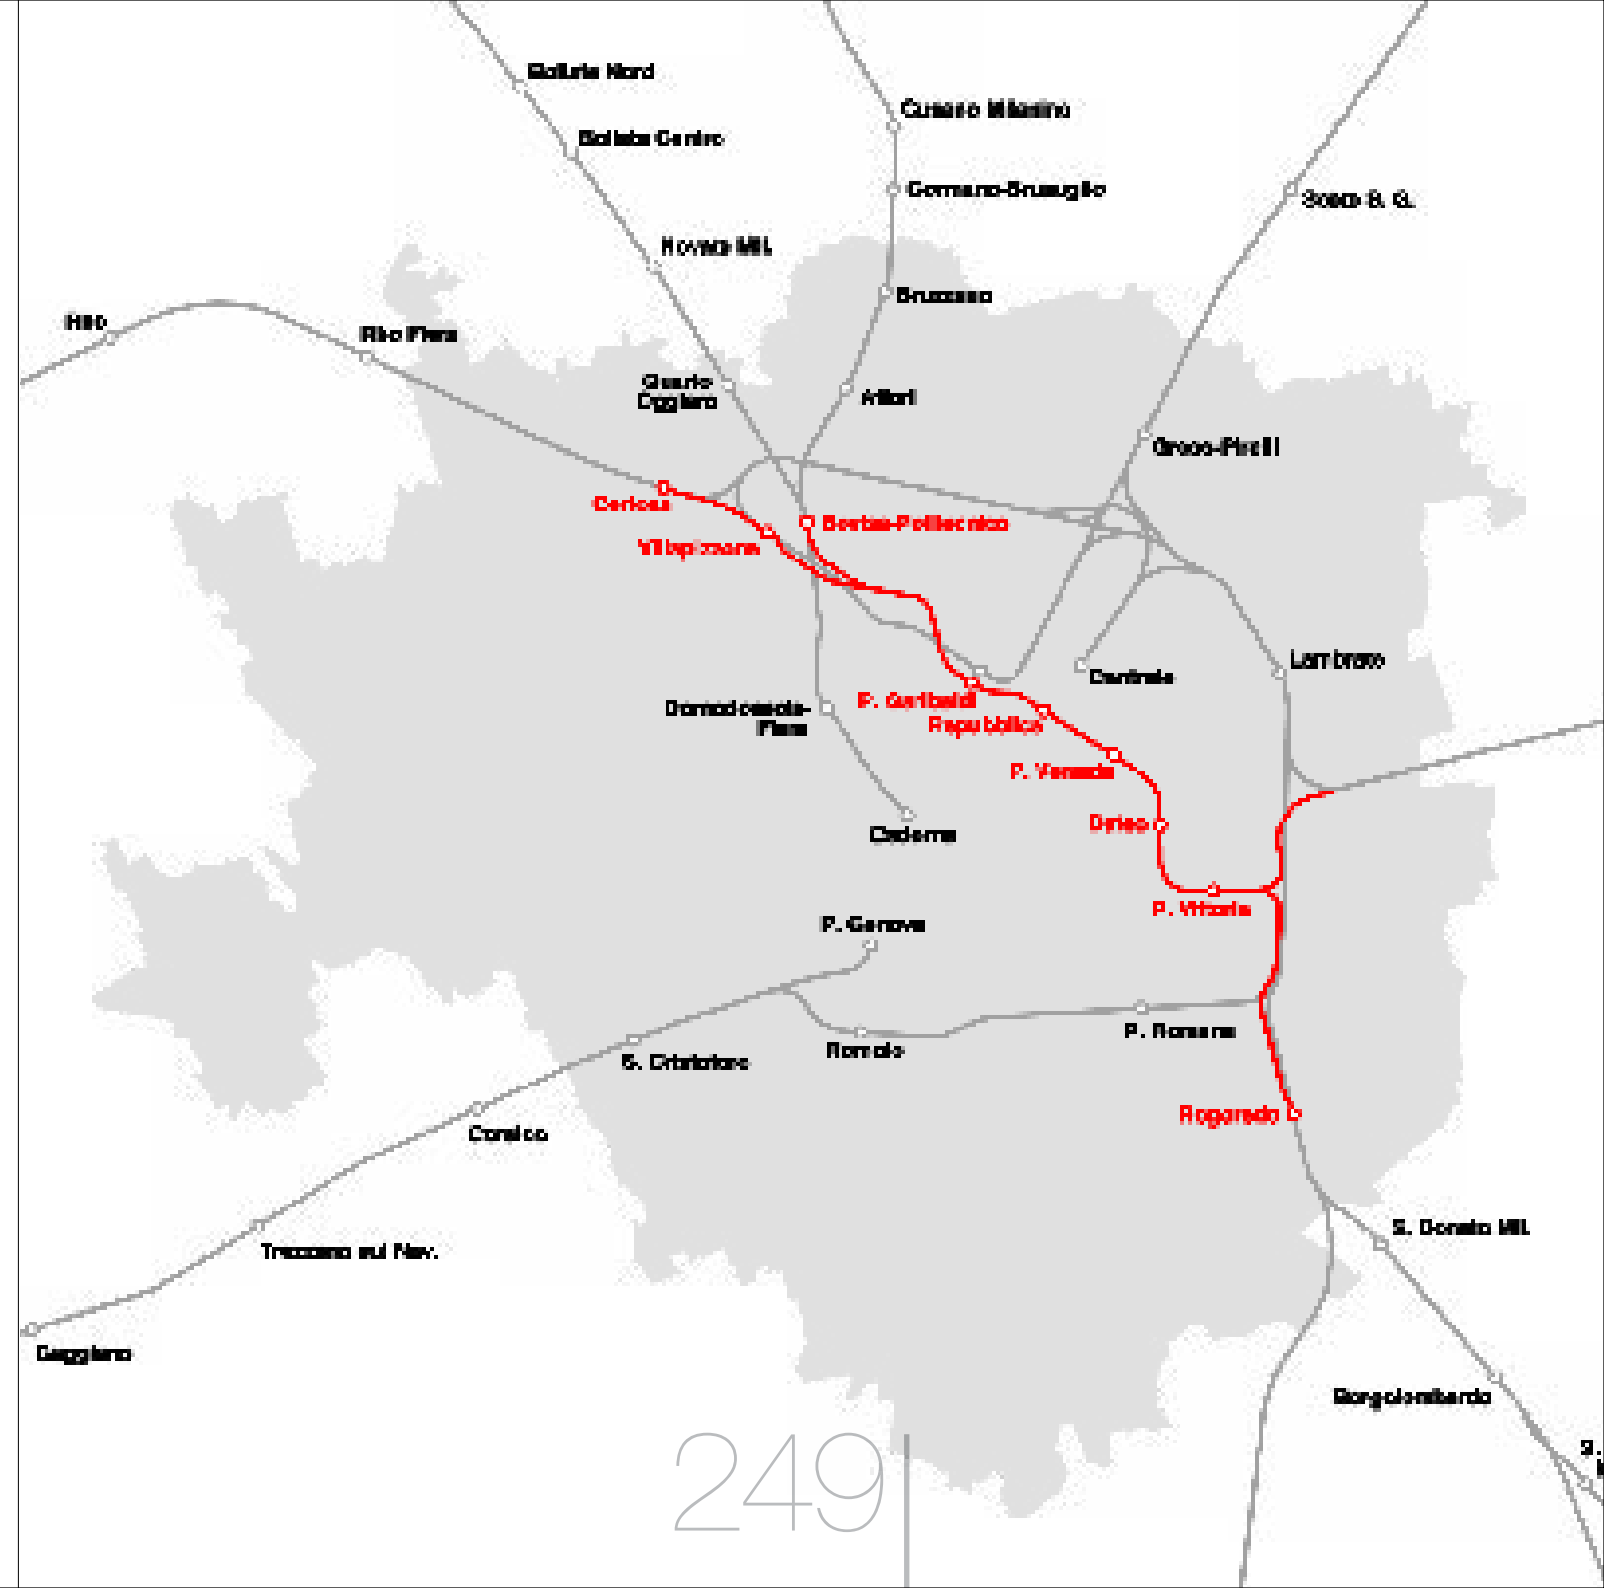 Bollate Nord
Cusano Milanino
Bollate Centro
Cormano-Brusuglio
Sesto S. G.
Novate Mil.
Bruzzano
Rho
Rho Fiera
Quarto
Oggiaro
Affori
Greco-Pirelli
Certosa
Bovisa-Politecnico
Villapizzone
Lambrate
Centrale
P. Garibaldi
Domodossola-
Fiera
Repubblica
P. Venezia
Dateo
Cadorna
P. Vittoria
P. Genova
P. Romana
Romolo
S. Cristoforo
Rogoredo
Corsico
S. Donato Mil.
Trezzano sul Nav.
Gaggiano
Borgolombardo
S.
249